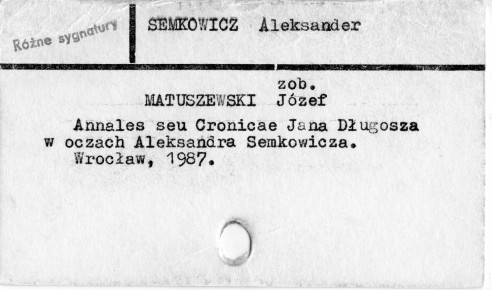 Różne sygnatury
SEMKOWICZ Aleksander
zob.
MATUSZEWSKI Józef
Annales seu Cronicae Jana Długosza
w oczach Aleksandra Semkowicza.
Wrocław, 1987.